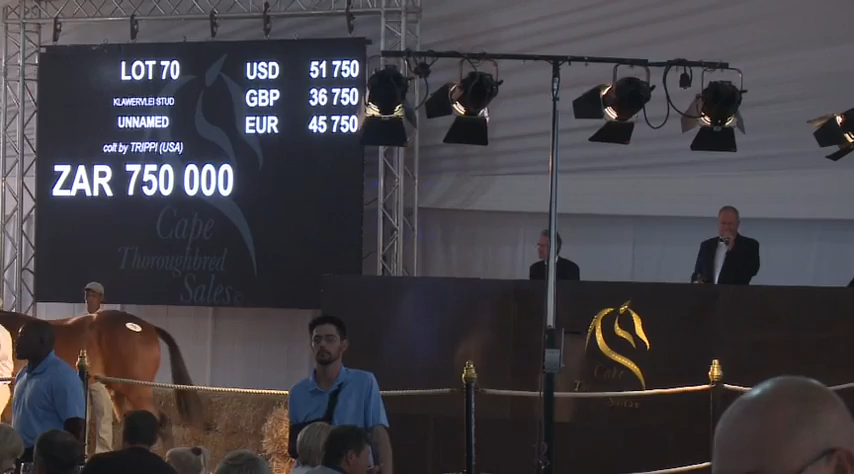 LOT 70
KLAWERVLEI STUD
UNNAMED
colt by TRIPPI (USA)
ZAR 750 000
USD 51 750
GBP 36 750
EUR 45 750
Cape
Thoroughbred
Sales
Cape